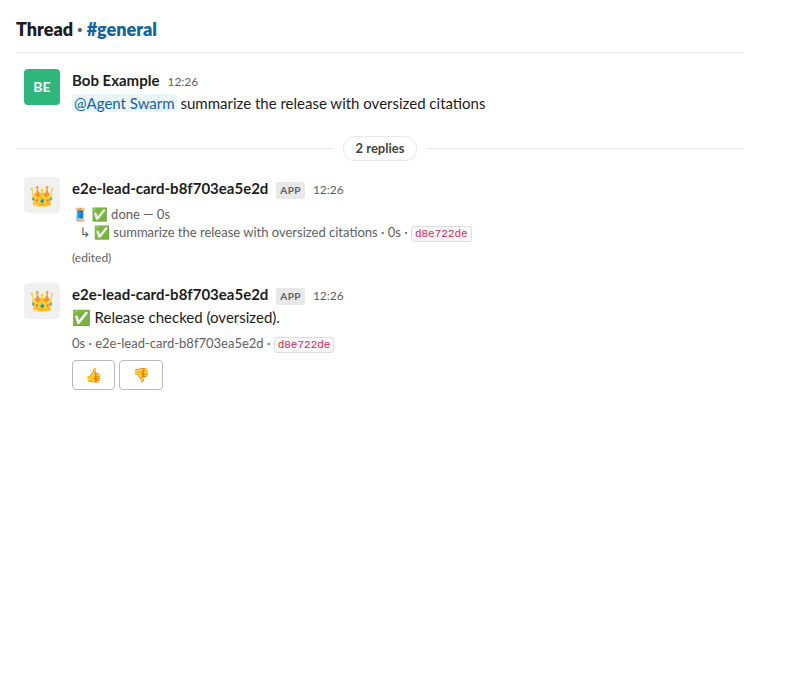 Thread • #general
BE
Bob Example 12:26
@Agent Swarm summarize the release with oversized citations
2 replies
e2e-lead-card-b8f703ea5e2d APP 12:26
🧵 ✅ done — 0s
↳ ✅ summarize the release with oversized citations · 0s · d8e722de
(edited)
e2e-lead-card-b8f703ea5e2d APP 12:26
✅ Release checked (oversized).
0s · e2e-lead-card-b8f703ea5e2d · d8e722de
👍 👎